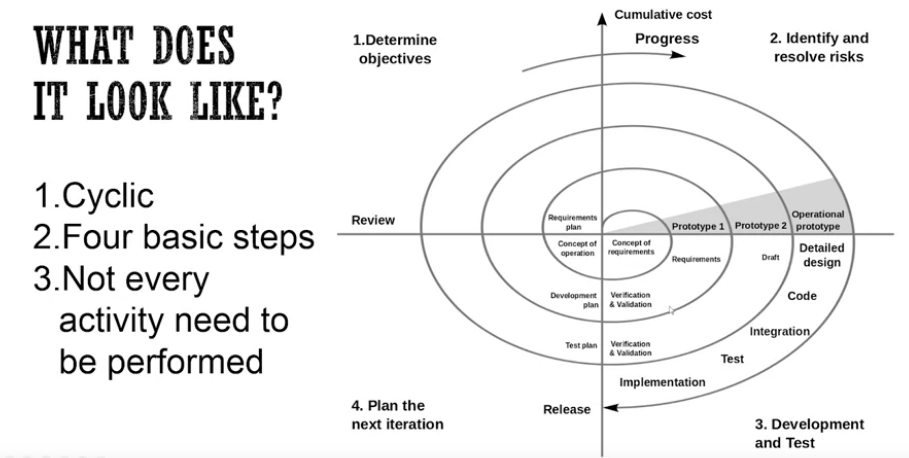 WHAT DOES
IT LOOK LIKE?
1.Cyclic
2.Four basic steps
3.Not every
activity need to
be performed
Cumulative cost
Progress
1.Determine
objectives
2. Identify and
resolve risks
Review
Requirements
plan
Prototype 1
Prototype 2
Operational
prototype
Concept of
operation
Concept of
requirements
Requirements
Draft
Detailed
design
Development
plan
Verification
& Validation
Code
Test plan
Verification
& Validation
Integration
Test
Implementation
Release
4. Plan the
next iteration
3. Development
and Test